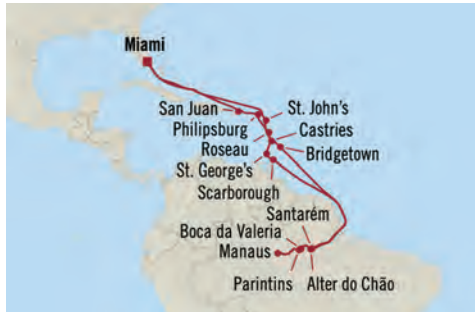 Miami
San Juan
St. John's
Philipsburg
Castries
Roseau
Bridgetown
St. George's
Scarborough
Santarém
Boca da Valeria
Manaus
Parintins
Alter do Chão